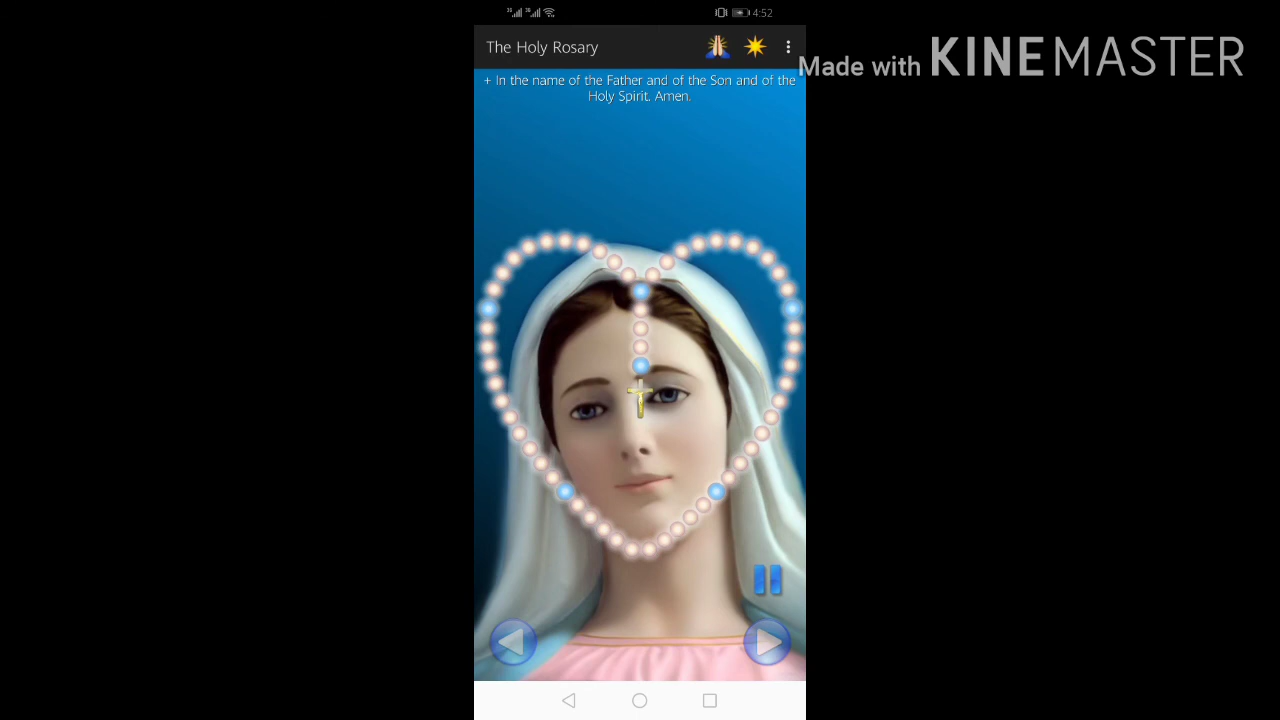 4:52
The Holy Rosary
Made with KINEMASTER
+ In the name of the Father and of the Son and of the
Holy Spirit. Amen.